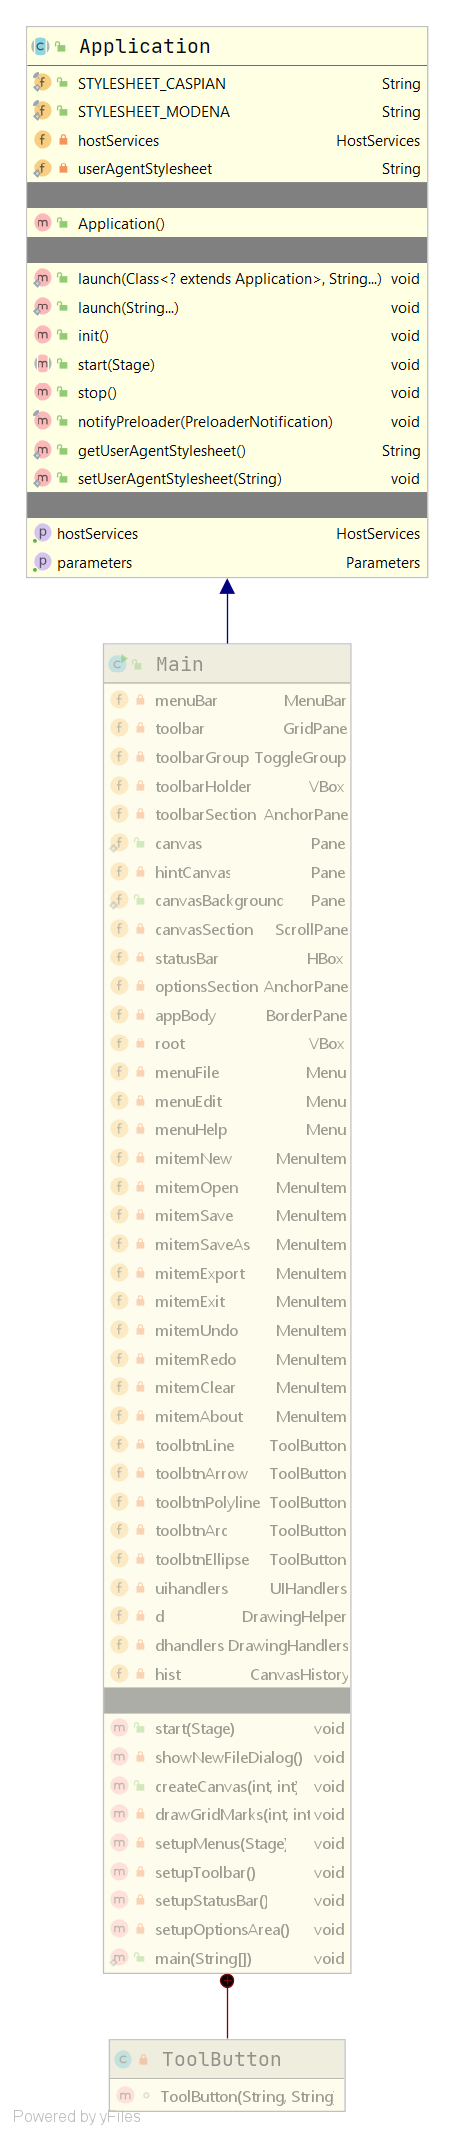 Application
STYLESHEET_CASPIAN String
STYLESHEET_MODENA String
hostServices HostServices
userAgentStylesheet String
Application()
launch(Class<? extends Application>, String...) void
launch(String...) void
init() void
start(Stage) void
stop() void
notifyPreloader(PreloaderNotification) void
getUserAgentStylesheet() String
setUserAgentStylesheet(String) void
hostServices HostServices
parameters Parameters
Main
menuBar MenuBar
toolbar GridPane
toolbarGroup ToggleGroup
toolbarHolder VBox
toolbarSection AnchorPane
canvas Pane
hintCanvas Pane
canvasBackground Pane
canvasSection ScrollPane
statusBar HBox
optionsSection AnchorPane
appBody BorderPane
root VBox
menuFile Menu
menuEdit Menu
menuHelp Menu
mitemNew MenuItem
mitemOpen MenuItem
mitemSave MenuItem
mitemSaveAs MenuItem
mitemExport MenuItem
mitemExit MenuItem
mitemUndo MenuItem
mitemRedo MenuItem
mitemClear MenuItem
mitemAbout MenuItem
toolbtnLine ToolButton
toolbtnArrow ToolButton
toolbtnPolyline ToolButton
toolbtnArc ToolButton
toolbtnEllipse ToolButton
uihandlers UIHandlers
d DrawingHelper
dhandlers DrawingHandlers
hist CanvasHistory
start(Stage) void
showNewFileDialog() void
createCanvas(int, int) void
drawGridMarks(int, int void
setupMenus(Stage) void
setupToolbar() void
setupStatusBar() void
setupOptionsArea() void
main(String[]) void
ToolButton
ToolButton(String, String)
Powered by yFiles